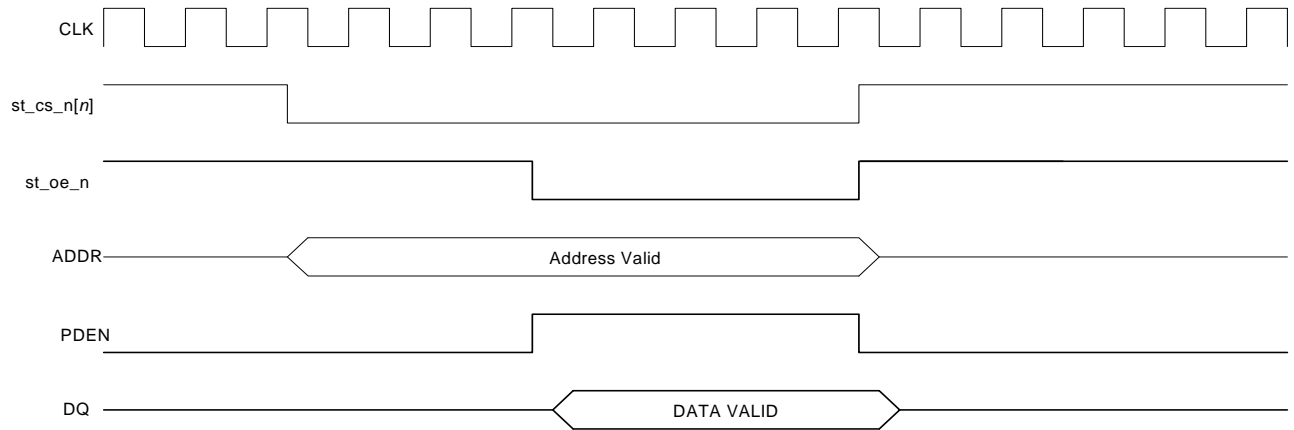 CLK
st_cs_n[n]
st_oe_n
ADDR
Address Valid
PDEN
DQ
DATA VALID